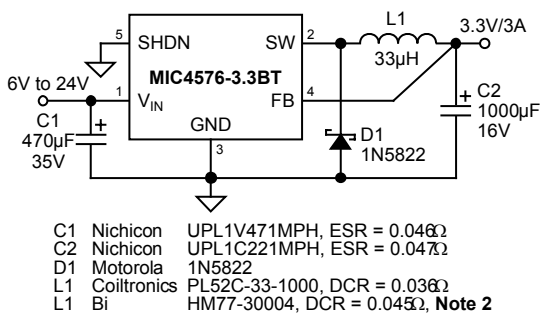 L1
3.3V/3A
5
SHDN
SW
2
33µH
MIC4576-3.3BT
6V to 24V
1
VIN
FB
4
C2
1000µF
16V
C1
470µF
35V
GND
3
D1
1N5822
C1 Nichicon UPL1V471MPH, ESR = 0.046Ω
C2 Nichicon UPL1C221MPH, ESR = 0.047Ω
D1 Motorola 1N5822
L1 Coiltronics PL52C-33-1000, DCR = 0.036Ω
L1 Bi HM77-30004, DCR = 0.045Ω, Note 2